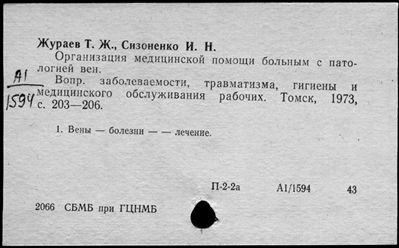 Жураев Т. Ж., Сизоненко И. Н.
Организация медицинской помощи больным с пато-
логией вен.
А1
1594
Вопр. заболеваемости, травматизма, гигиены и
медицинского обслуживания рабочих. Томск, 1973,
с. 203—206.
1. Вены — болезни — — лечение.
П-2-2а А1/1594 43
2066 СБМБ при ГЦНМБ